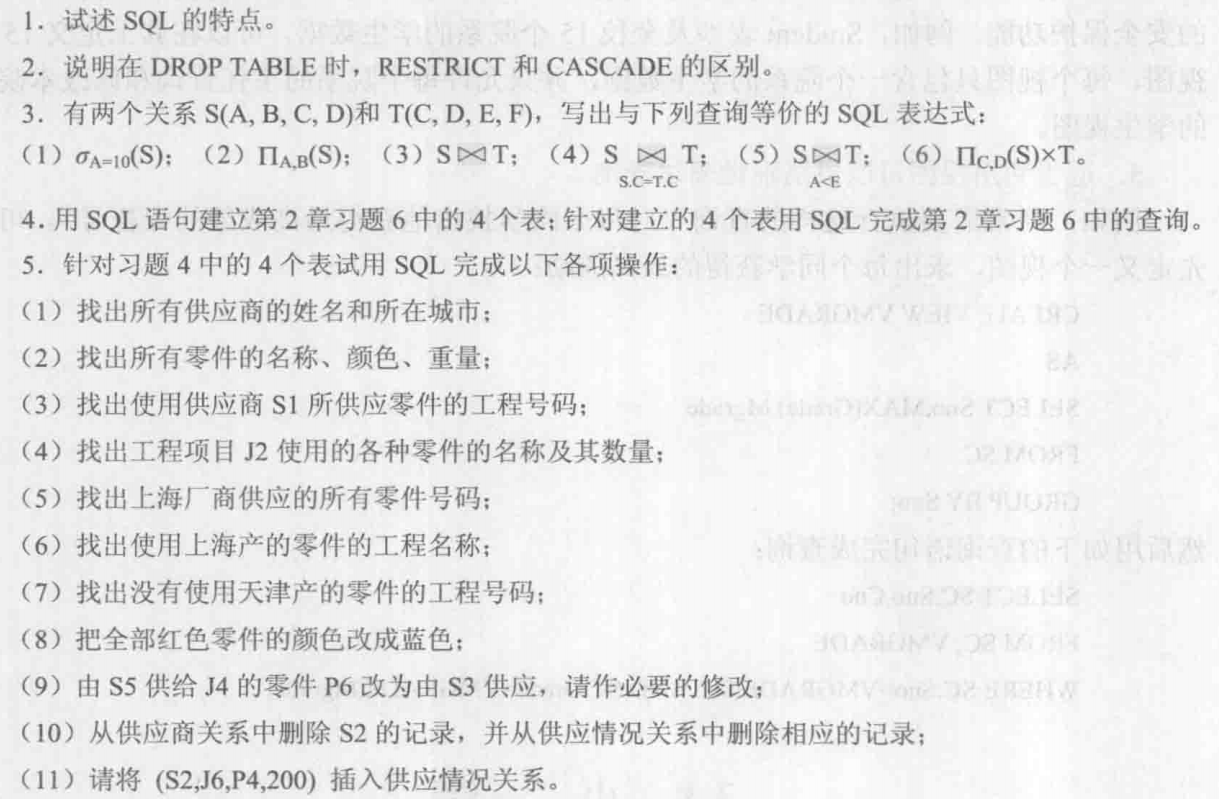 1．试述 SQL 的特点。
2．说明在 DROP TABLE 时，RESTRICT 和 CASCADE 的区别。
3．有两个关系 S(A, B, C, D)和 T(C, D, E, F)，写出与下列查询等价的 SQL 表达式：
（1）σA=10(S)；（2）ΠA,B(S)；（3）S⋈T；（4）S ⋈ T；（5）S⋈T；（6）ΠC,D(S)×T。
S.C=T.C A<E
4．用 SQL 语句建立第 2 章习题 6 中的 4 个表；针对建立的 4 个表用 SQL 完成第 2 章习题 6 中的查询。
5．针对习题 4 中的 4 个表试用 SQL 完成以下各项操作：
（1）找出所有供应商的姓名和所在城市；
（2）找出所有零件的名称、颜色、重量；
（3）找出使用供应商 S1 所供应零件的工程号码；
（4）找出工程项目 J2 使用的各种零件的名称及其数量；
（5）找出上海厂商供应的所有零件号码；
（6）找出使用上海产的零件的工程名称；
（7）找出没有使用天津产的零件的工程号码；
（8）把全部红色零件的颜色改成蓝色；
（9）由 S5 供给 J4 的零件 P6 改为由 S3 供应，请作必要的修改；
（10）从供应商关系中删除 S2 的记录，并从供应情况关系中删除相应的记录；
（11）请将 (S2,J6,P4,200) 插入供应情况关系。